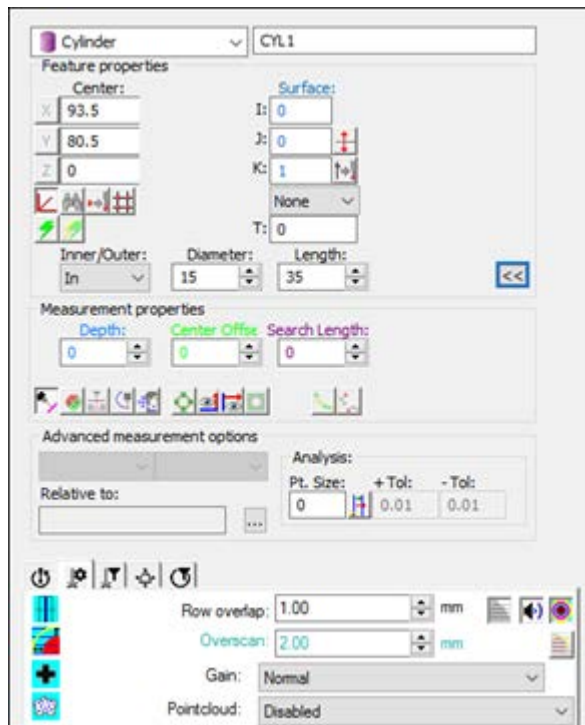 Cylinder CYL1
Feature properties
Center: Surface:
X 93.5 I: 0
Y 80.5 J: 0
Z 0 K: 1
None
T: 0
Inner/Outer: Diameter: Length:
In 15 35 <<
Measurement properties
Depth: Center Offse Search Length:
0 0 0
Advanced measurement options
Analysis:
Pt. Size: + Tol: - Tol:
0 0.01 0.01
Relative to:
...
Row overlap: 1.00 mm
Overscan: 2.00 mm
Gain: Normal
Pointcloud: Disabled